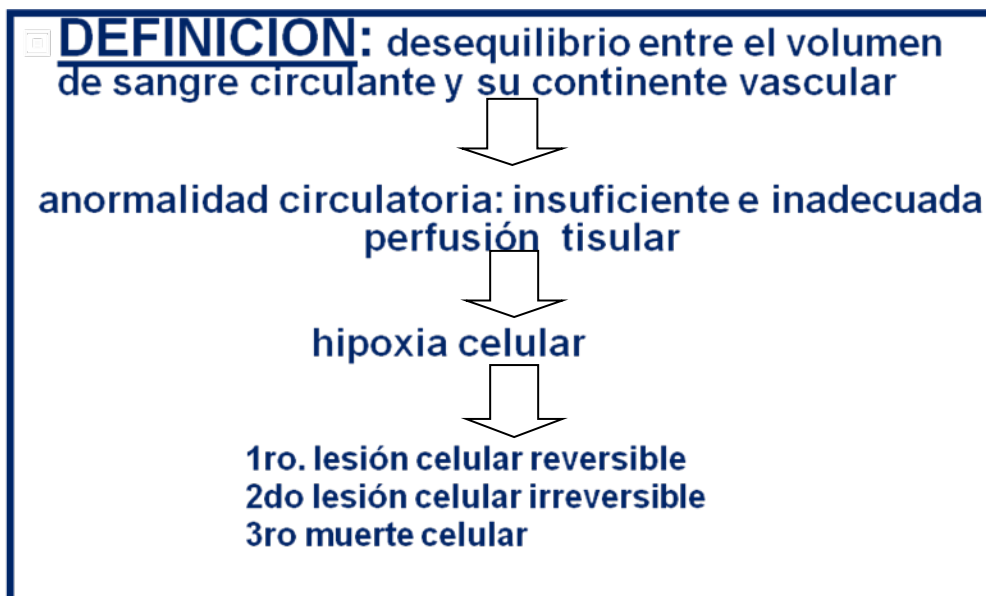 DEFINICION: desequilibrio entre el volumen
de sangre circulante y su continente vascular
anormalidad circulatoria: insuficiente e inadecuada
perfusión tisular
hipoxia celular
1ro. lesión celular reversible
2do lesión celular irreversible
3ro muerte celular